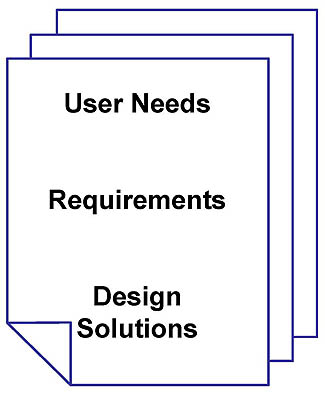 User Needs
Requirements
Design
Solutions